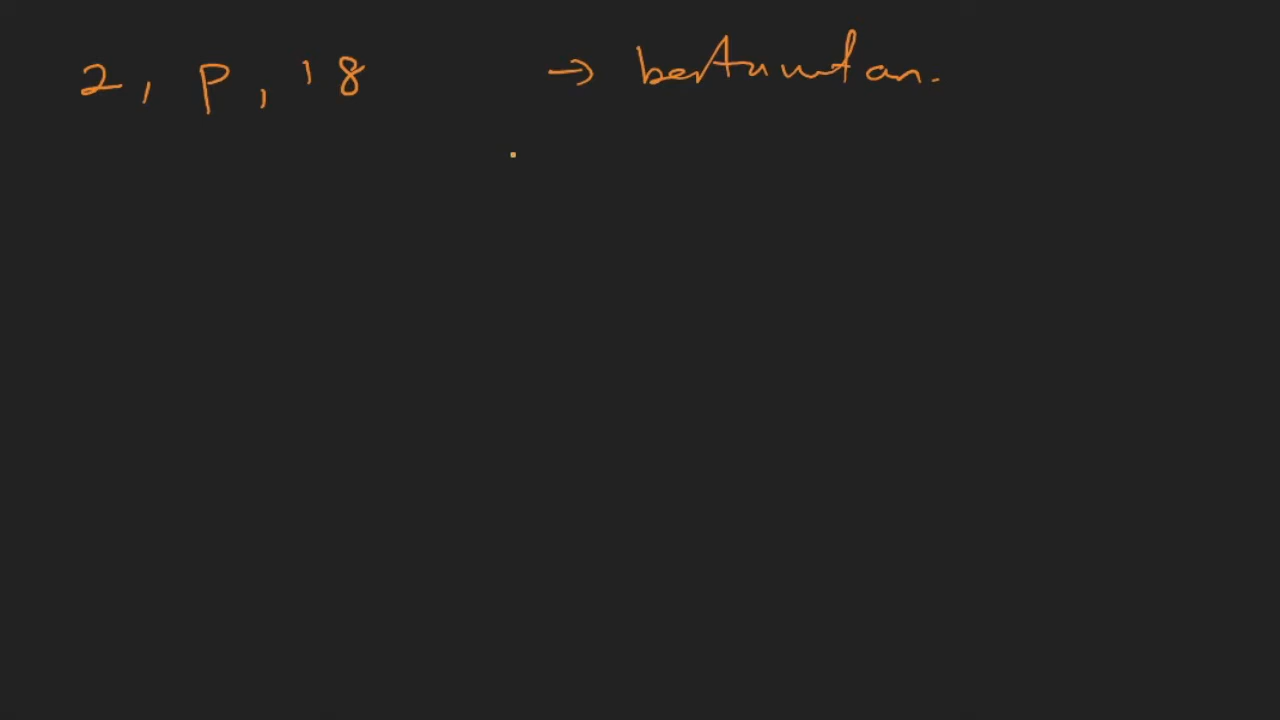 2, p, 18 → berturutan.